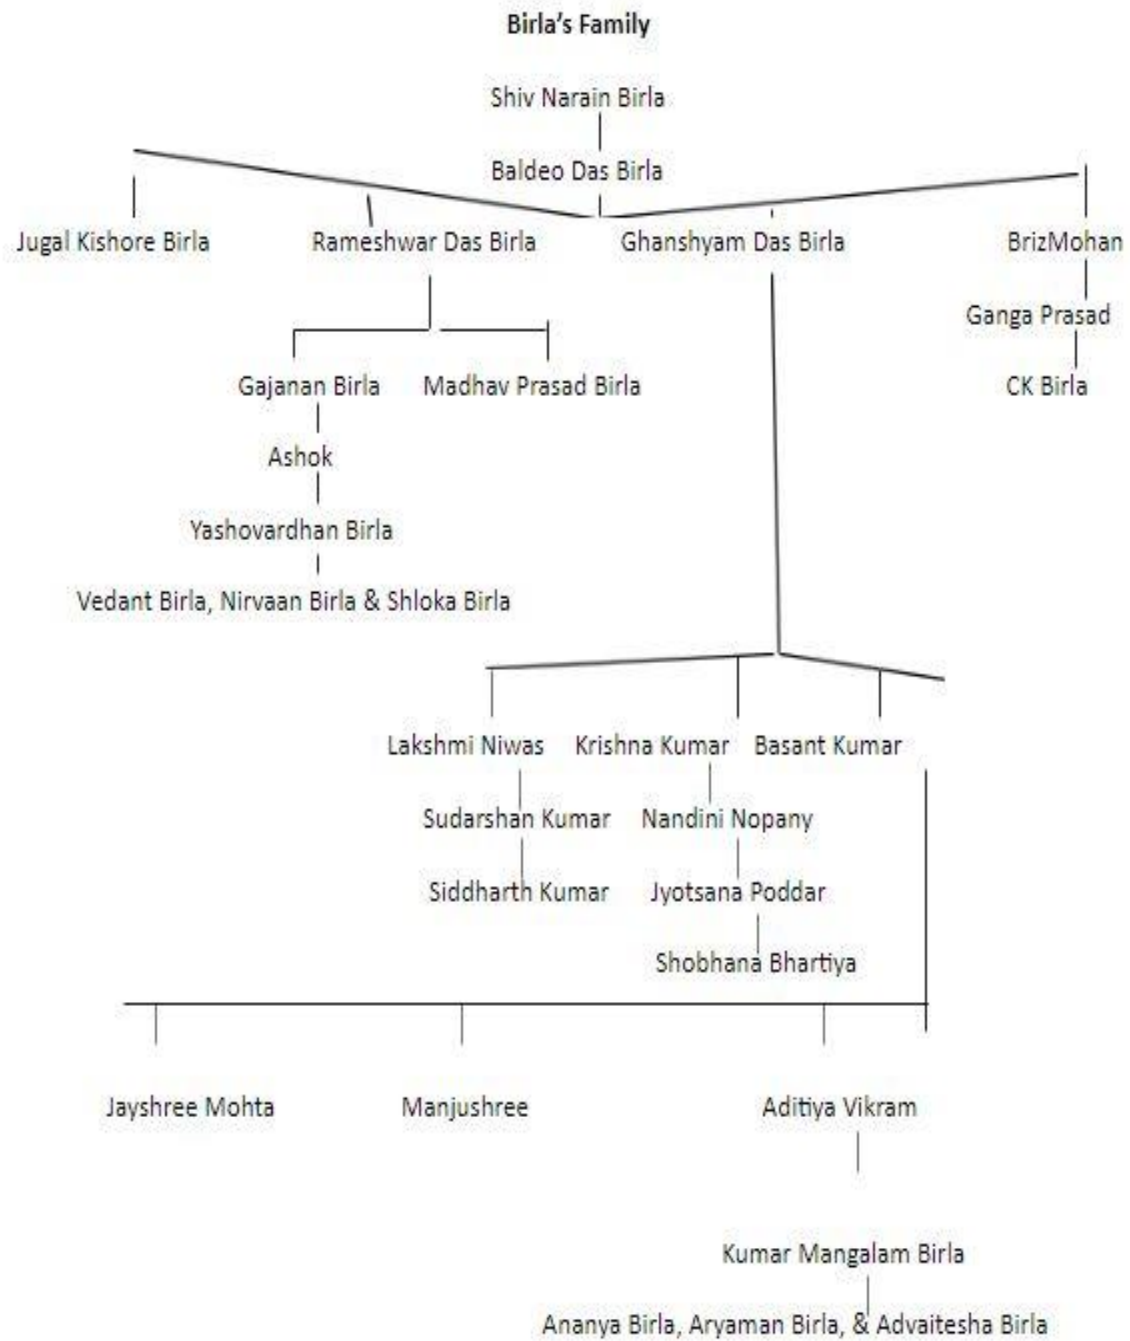 Birla's Family
Shiv Narain Birla
Baldeo Das Birla
Jugal Kishore Birla
Rameshwar Das Birla
Ghanshyam Das Birla
BrizMohan
Ganga Prasad
Gajanan Birla
Madhav Prasad Birla
CK Birla
Ashok
Yashovardhan Birla
Vedant Birla, Nirvaan Birla & Shloka Birla
Lakshmi Niwas
Krishna Kumar
Basant Kumar
Sudarshan Kumar
Nandini Nopany
Siddharth Kumar
Jyotsana Poddar
Shobhana Bhartiya
Jayshree Mohta
Manjushree
Aditiya Vikram
Kumar Mangalam Birla
Ananya Birla, Aryaman Birla, & Advaitesha Birla